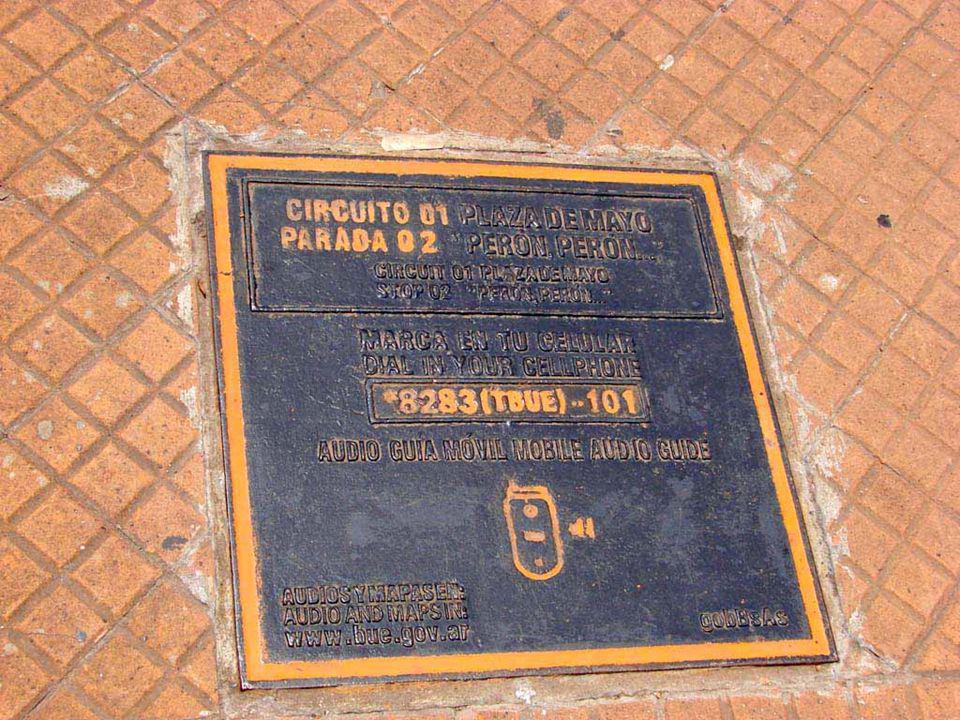 CIRCUITO 01 PLAZA DE MAYO
PARADA 02 "PERÓN, PERÓN..."
CIRCUIT 01 PLAZA DE MAYO
STOP 02 "PERÓN, PERÓN..."
MARCA EN TU CELULAR
DIAL IN YOUR CELLPHONE
*8283(TBUE)--101
AUDIO GUÍA MÓVIL MOBILE AUDIO GUIDE
AUDIOS Y MAPAS EN:
AUDIO AND MAPS IN:
www.bue.gov.ar
gobBsAs